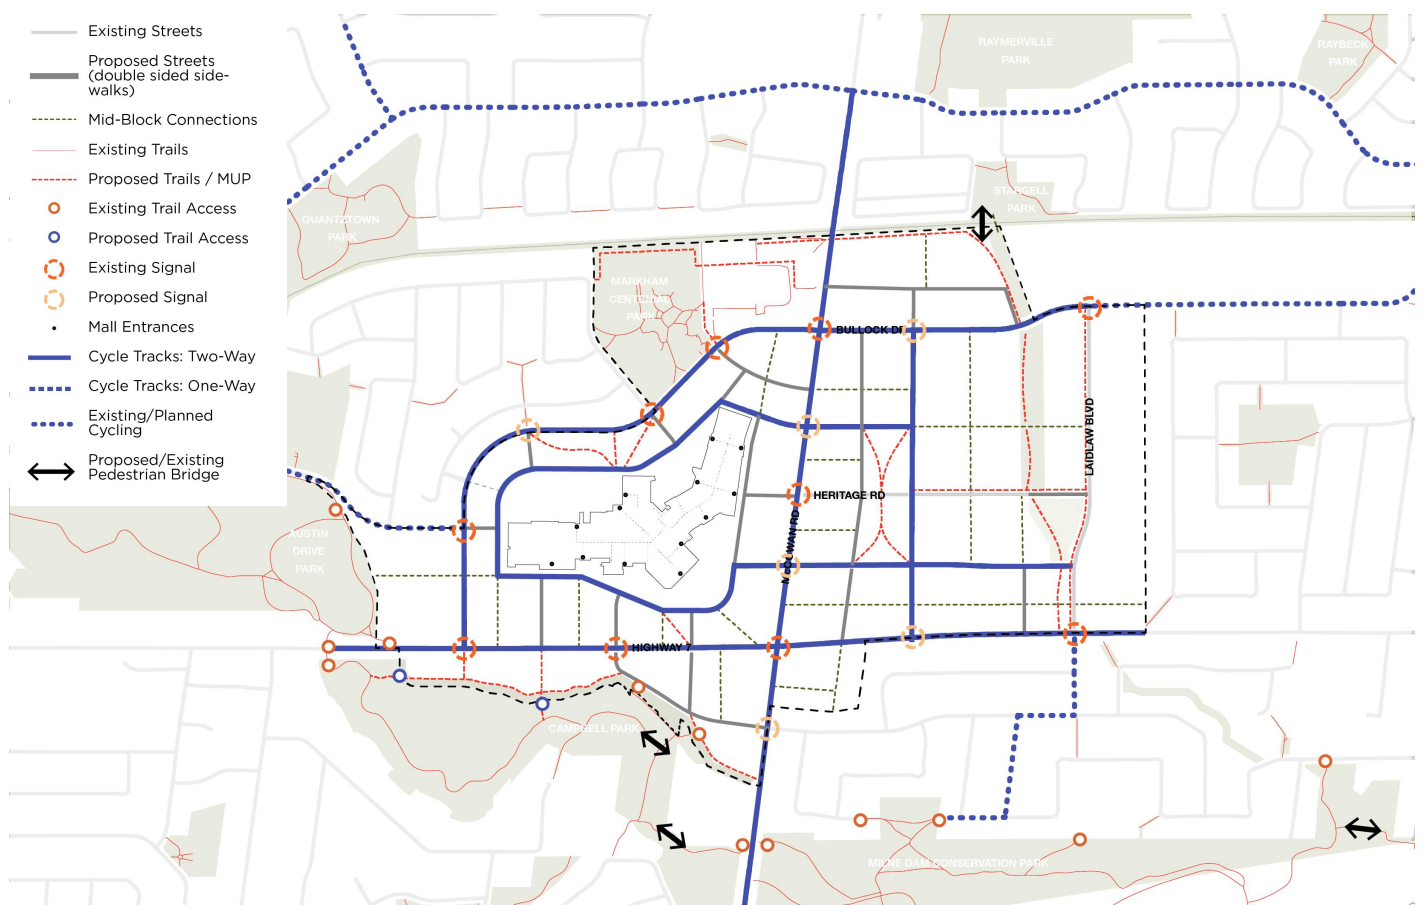 Existing Streets
Proposed Streets
(double sided side-
walks)
Mid-Block Connections
Existing Trails
Proposed Trails / MUP
Existing Trail Access
Proposed Trail Access
Existing Signal
Proposed Signal
Mall Entrances
Cycle Tracks: Two-Way
Cycle Tracks: One-Way
Existing/Planned
Cycling
Proposed/Existing
Pedestrian Bridge
RAYMERVILLE
PARK
RAYBECK
PARK
STARGELL
PARK
QUANTZTOWN
PARK
MARKHAM
CENTENIAL
PARK
BULLOCK DR
LAIDLAW BLVD
HERITAGE RD
McCOWAN RD
AUSTIN
DRIVE
PARK
HIGHWAY 7
CAMPBELL PARK
MILNE DAM CONSERVATION PARK